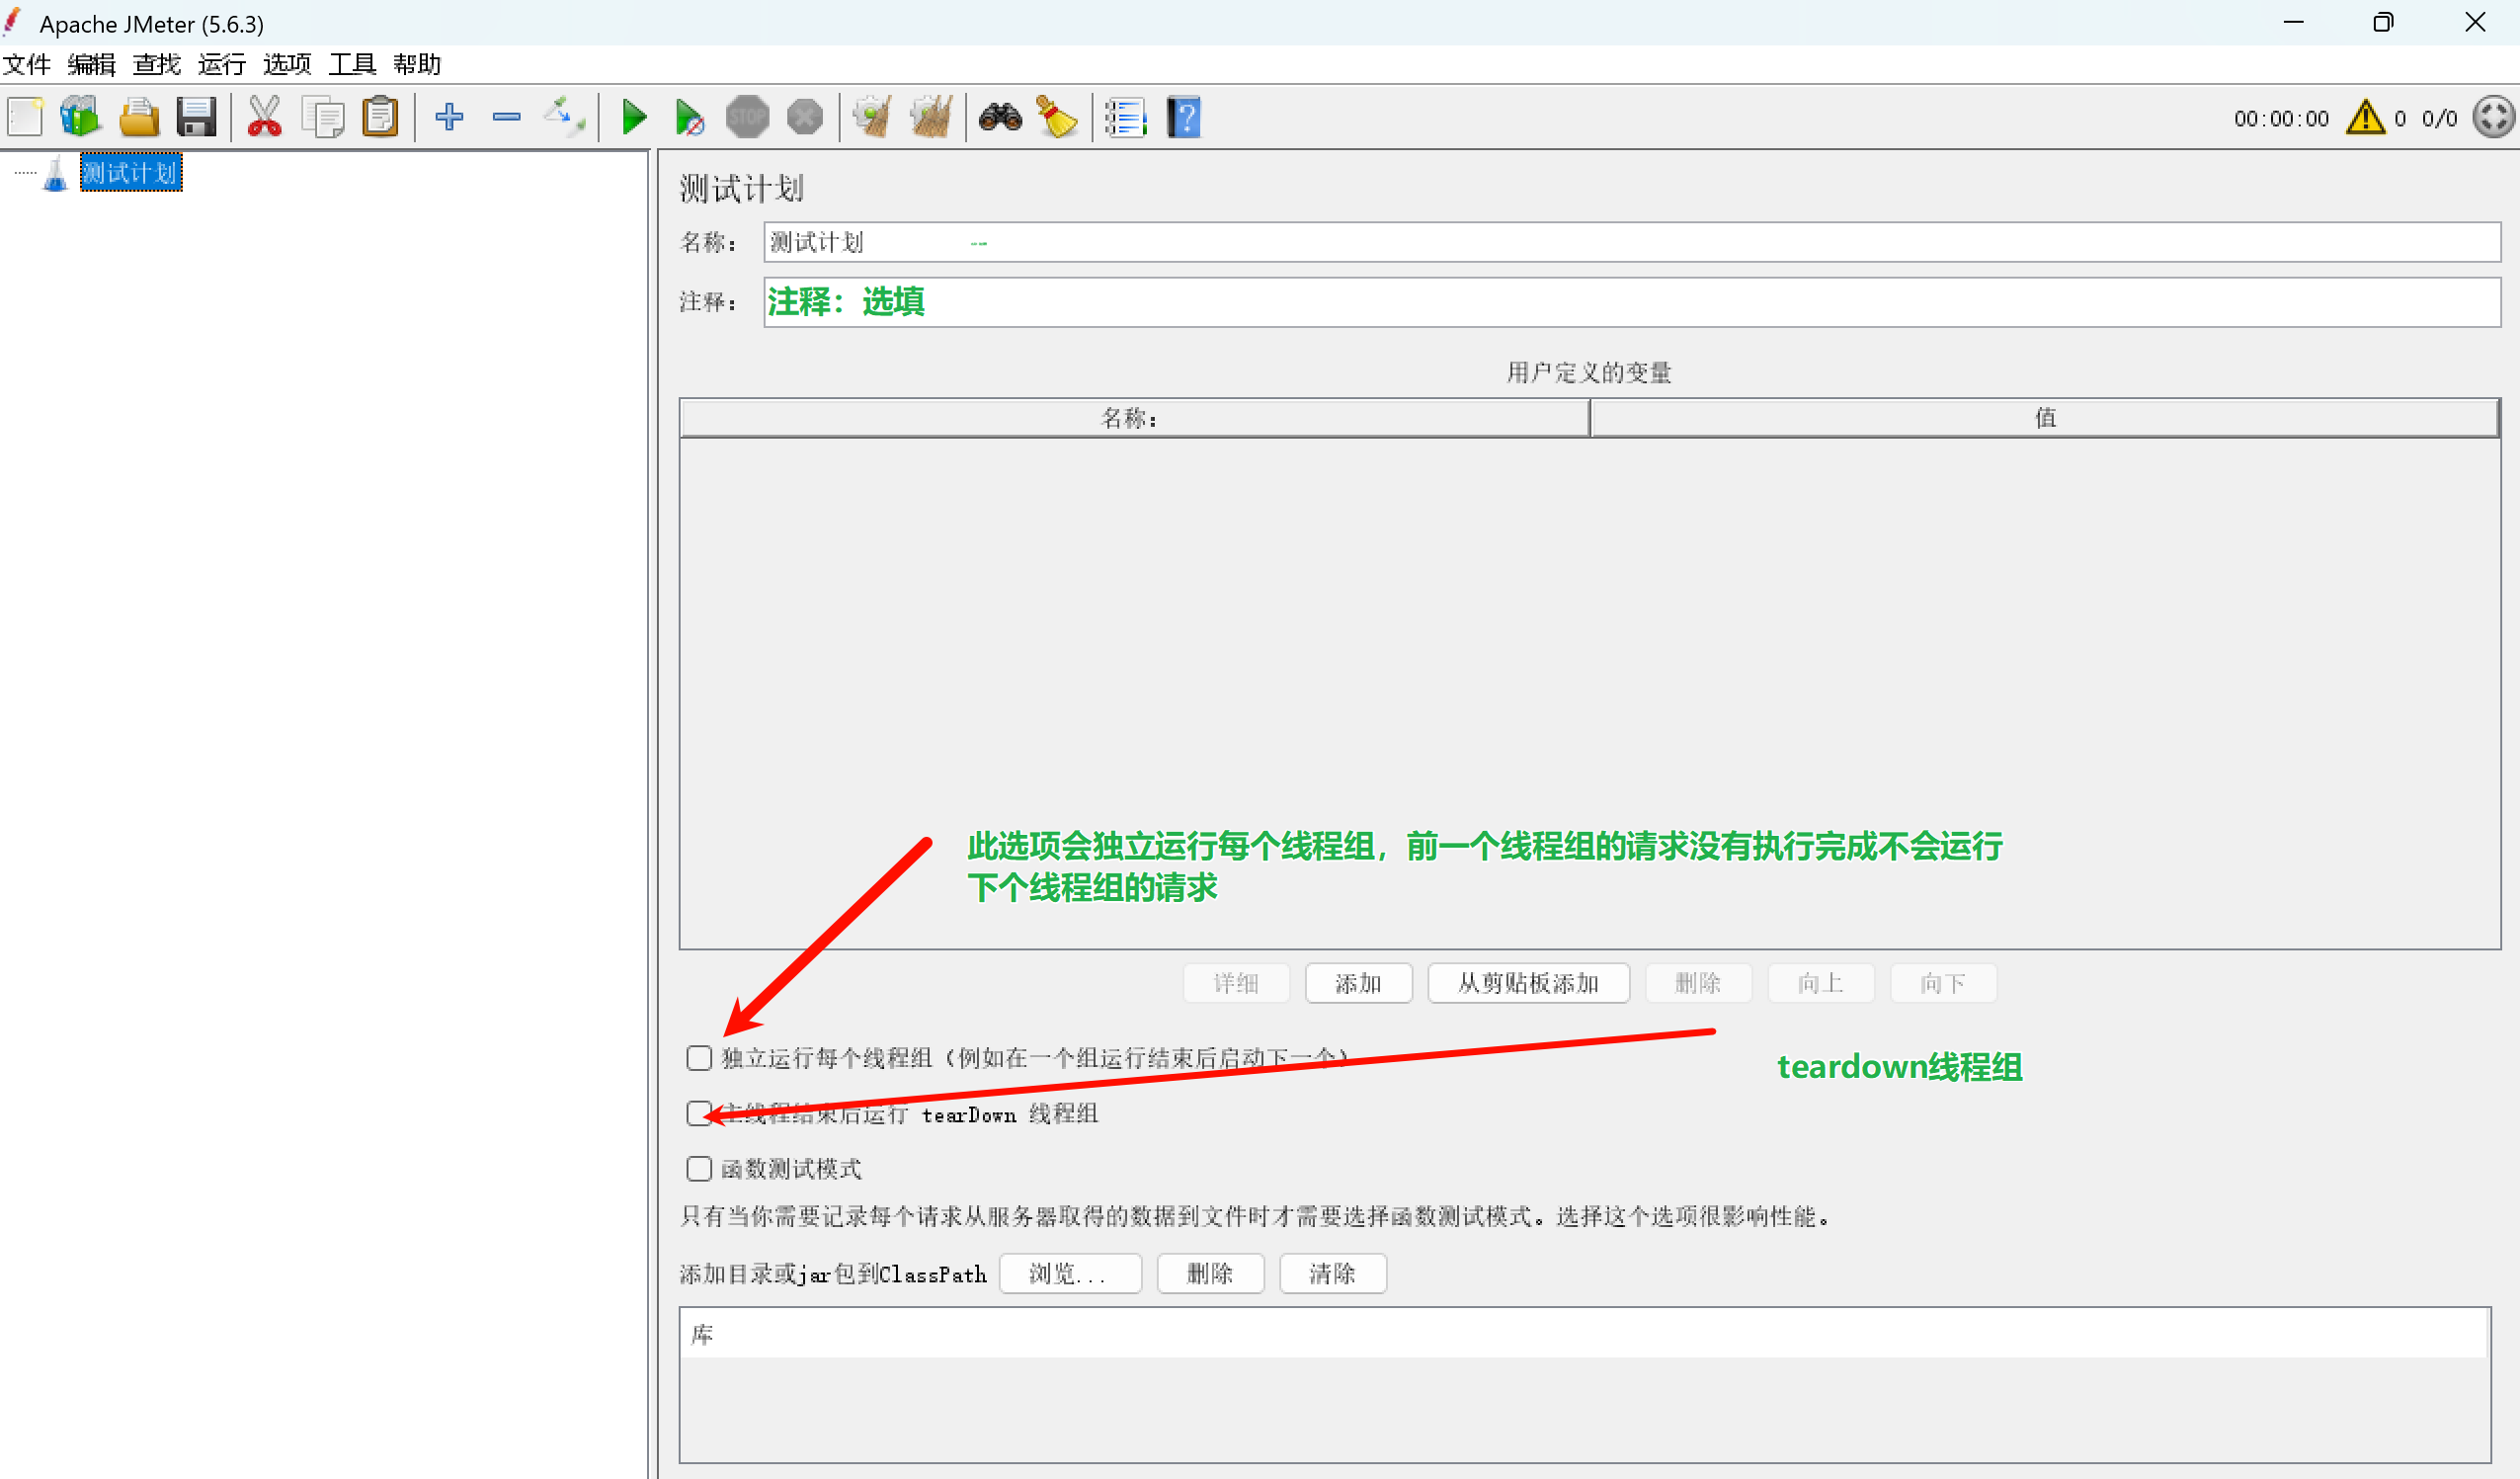 Apache JMeter (5.6.3)
文件 编辑 查找 运行 选项 工具 帮助
STOP
00:00:00 0 0/0
测试计划
测试计划
名称： 测试计划
注释： 注释：选填
用户定义的变量
名称： 值
此选项会独立运行每个线程组，前一个线程组的请求没有执行完成不会运行
下个线程组的请求
详细 添加 从剪贴板添加 删除 向上 向下
独立运行每个线程组（例如在一个组运行结束后启动下一个）
teardown线程组
主线程结束后运行 tearDown 线程组
函数测试模式
只有当你需要记录每个请求从服务器取得的数据到文件时才需要选择函数测试模式。选择这个选项很影响性能。
添加目录或jar包到ClassPath 浏览... 删除 清除
库